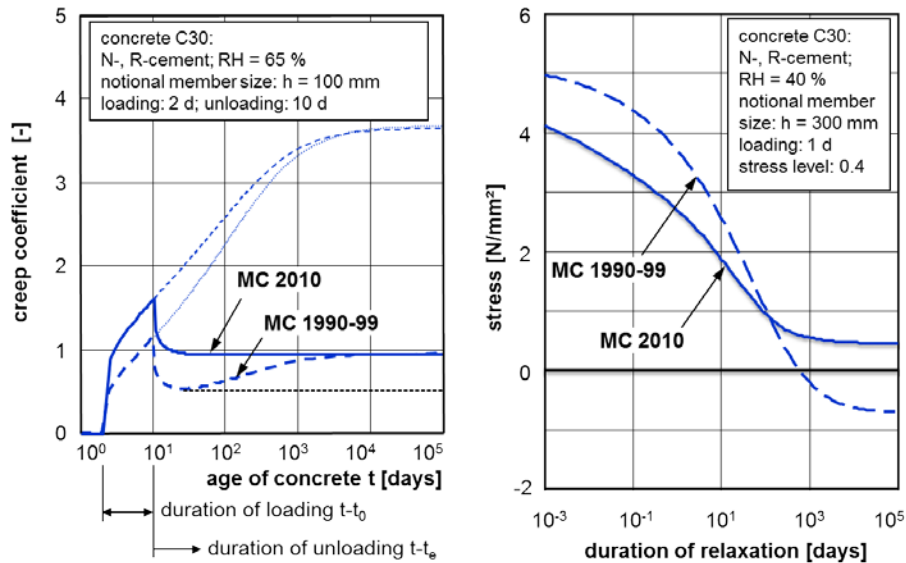 5
4
3
2
1
0
creep coefficient [-]
concrete C30:
N-, R-cement; RH = 65 %
notional member size: h = 100 mm
loading: 2 d; unloading: 10 d
MC 2010
MC 1990-99
10⁰ 10¹ 10² 10³ 10⁴ 10⁵
age of concrete t [days]
duration of loading t-t₀
duration of unloading t-tₑ
6
4
2
0
-2
stress [N/mm²]
concrete C30:
N-, R-cement;
RH = 40 %
notional member
size: h = 300 mm
loading: 1 d
stress level: 0.4
MC 1990-99
MC 2010
10⁻³ 10⁻¹ 10¹ 10³ 10⁵
duration of relaxation [days]